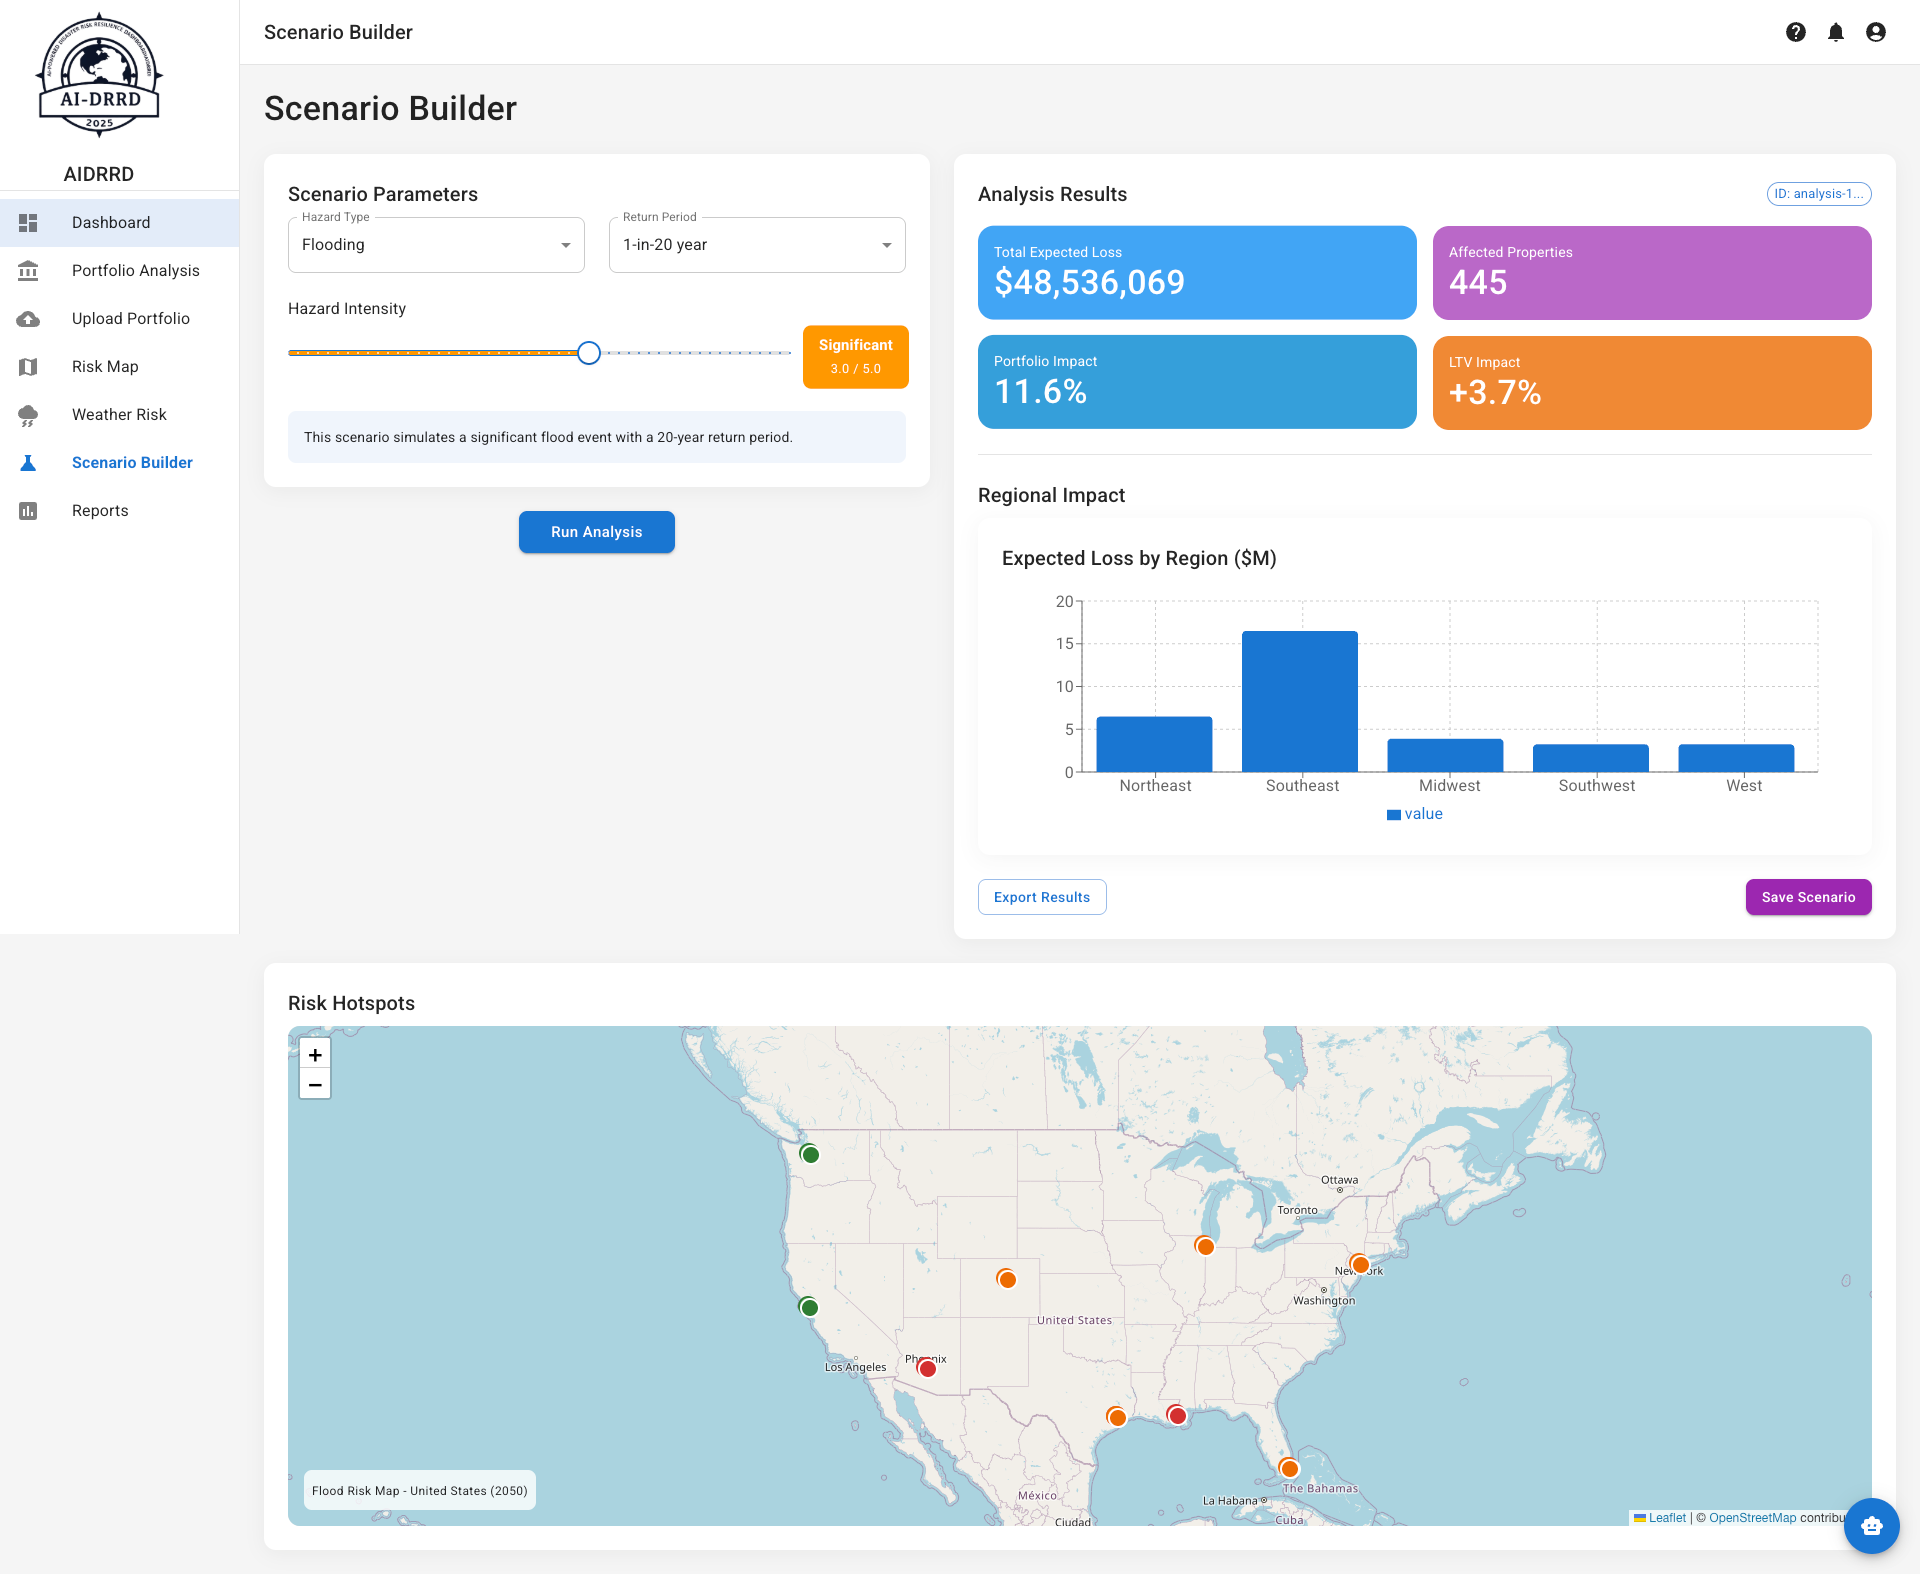 AI-DRRD
2025
AIDRRD
Dashboard
Portfolio Analysis
Upload Portfolio
Risk Map
Weather Risk
Scenario Builder
Reports
Scenario Builder
Scenario Builder
Scenario Parameters
Hazard Type
Flooding
Return Period
1-in-20 year
Hazard Intensity
Significant
3.0 / 5.0
This scenario simulates a significant flood event with a 20-year return period.
Run Analysis
Analysis Results
ID: analysis-1...
Total Expected Loss
$48,536,069
Affected Properties
445
Portfolio Impact
11.6%
LTV Impact
+3.7%
Regional Impact
Expected Loss by Region ($M)
20
15
10
5
0
Northeast
Southeast
Midwest
Southwest
West
value
Export Results
Save Scenario
Risk Hotspots
+
−
Ottawa
Toronto
New York
Washington
United States
Los Angeles
Phoenix
México
Ciudad
La Habana
The Bahamas
Cuba
Flood Risk Map - United States (2050)
Leaflet | © OpenStreetMap contribu